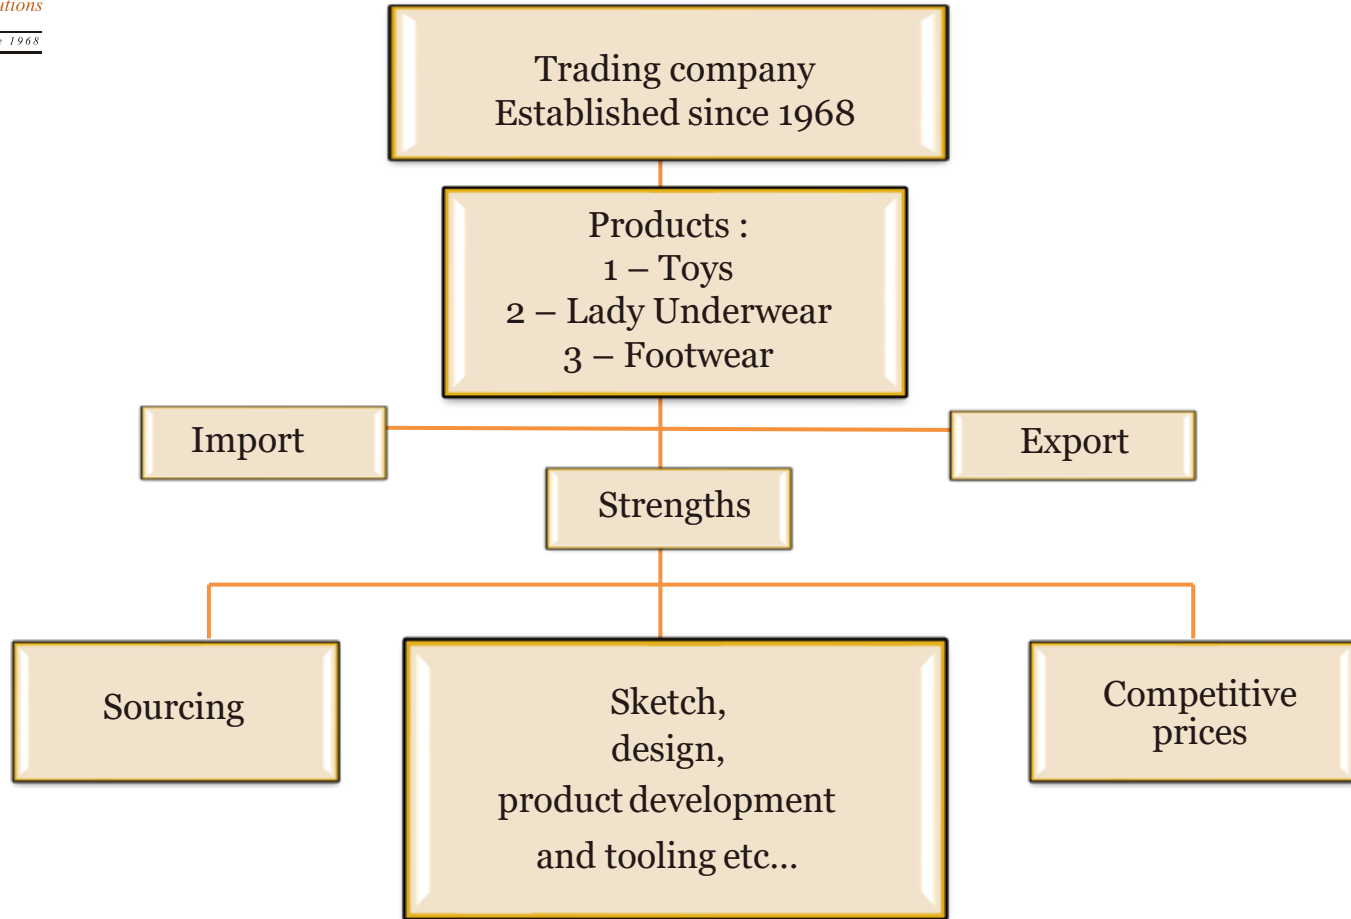 1968
Trading company
Established since 1968
Products :
1 – Toys
2 – Lady Underwear
3 – Footwear
Import
Export
Strengths
Sourcing
Sketch,
design,
product development
and tooling etc...
Competitive
prices